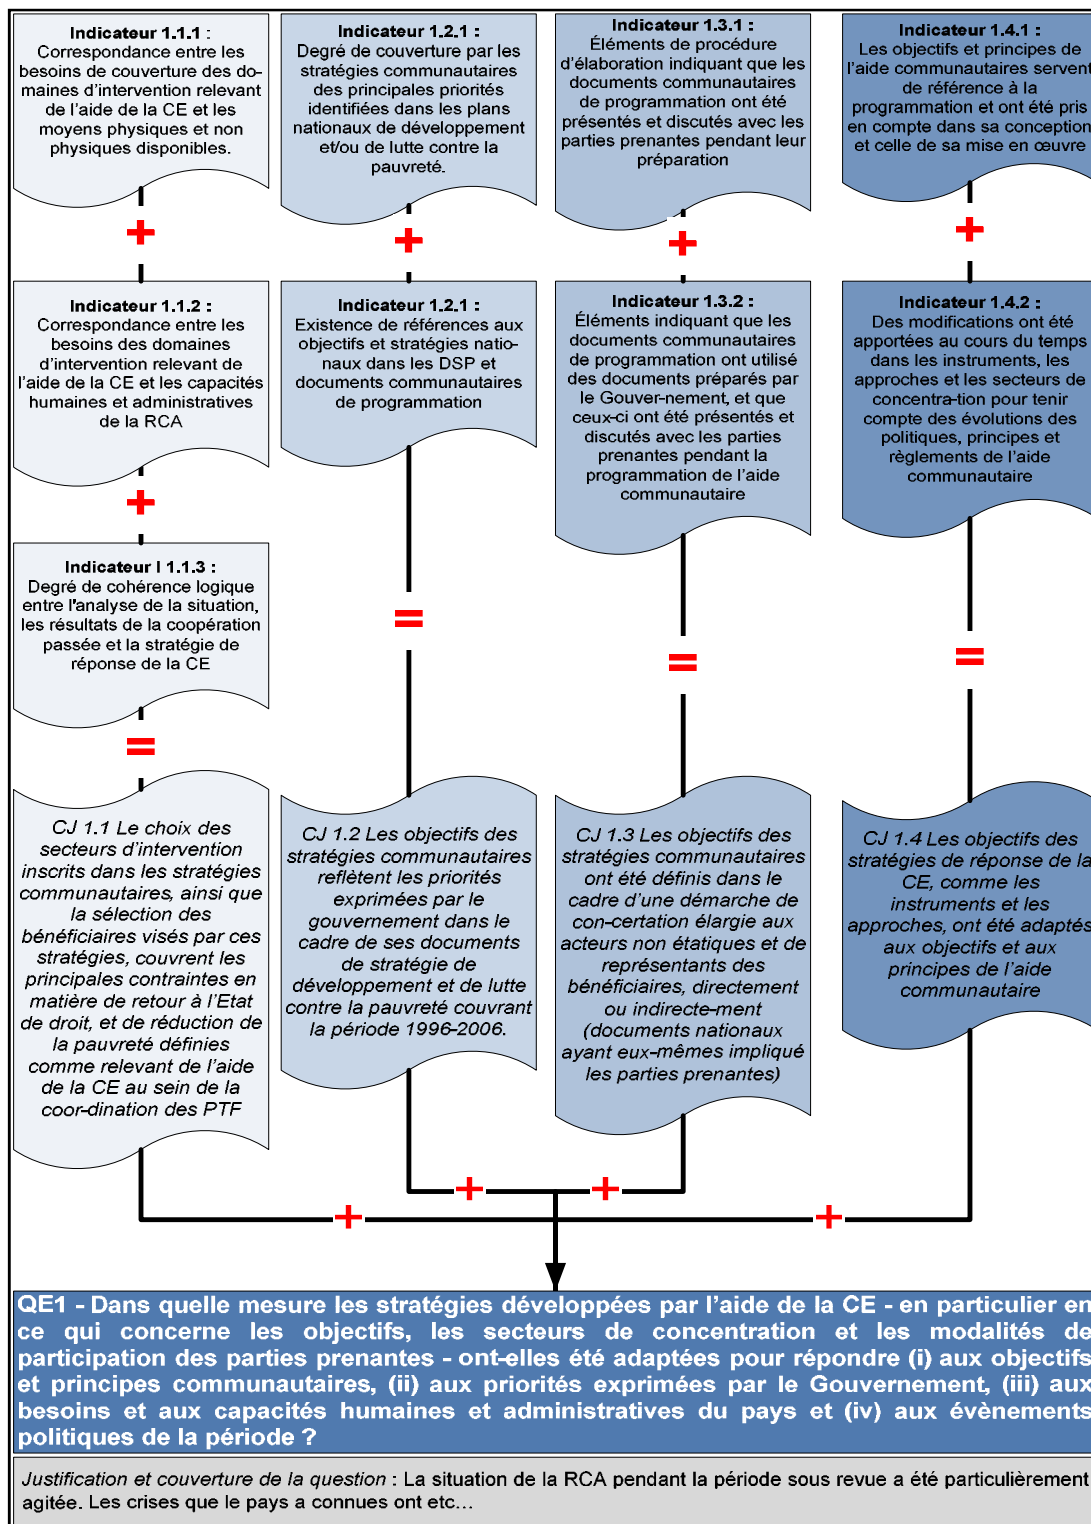 Indicateur 1.1.1 :
Correspondance entre les
besoins de couverture des do-
maines d'intervention relevant
de l'aide de la CE et les
moyens physiques et non
physiques disponibles.
Indicateur 1.2.1 :
Degré de couverture par les
stratégies communautaires
des principales priorités
identifiées dans les plans
nationaux de développement
et/ou de lutte contre la
pauvreté.
Indicateur 1.3.1 :
Éléments de procédure
d'élaboration indiquant que les
documents communautaires
de programmation ont été
présentés et discutés avec les
parties prenantes pendant leur
préparation
Indicateur 1.4.1 :
Les objectifs et principes de
l'aide communautaires servent
de référence à la
programmation et ont été pris
en compte dans sa conception
et celle de sa mise en œuvre
+
+
+
+
Indicateur 1.1.2 :
Correspondance entre les
besoins des domaines
d'intervention relevant de
l'aide de la CE et les capacités
humaines et administratives
de la RCA
Indicateur 1.2.1 :
Existence de références aux
objectifs et stratégies natio-
naux dans les DSP et
documents communautaires
de programmation
Indicateur 1.3.2 :
Éléments indiquant que les
documents communautaires
de programmation ont utilisé
des documents préparés par
le Gouver-nement, et que
ceux-ci ont été présentés et
discutés avec les parties
prenantes pendant la
programmation de l'aide
communautaire
Indicateur 1.4.2 :
Des modifications ont été
apportées au cours du temps
dans les instruments, les
approches et les secteurs de
concentra-tion pour tenir
compte des évolutions des
politiques, principes et
règlements de l'aide
communautaire
+
Indicateur I 1.1.3 :
Degré de cohérence logique
entre l'analyse de la situation,
les résultats de la coopération
passée et la stratégie de
réponse de la CE
=
=
=
=
CJ 1.1 Le choix des
secteurs d'intervention
inscrits dans les stratégies
communautaires, ainsi que
la sélection des
bénéficiaires visés par ces
stratégies, couvrent les
principales contraintes en
matière de retour à l'Etat
de droit, et de réduction de
la pauvreté définies
comme relevant de l'aide
de la CE au sein de la
coor-dination des PTF
CJ 1.2 Les objectifs des
stratégies communautaires
reflètent les priorités
exprimées par le
gouvernement dans le
cadre de ses documents
de stratégie de
développement et de lutte
contre la pauvreté couvrant
la période 1996-2006.
CJ 1.3 Les objectifs des
stratégies communautaires
ont été définis dans le
cadre d'une démarche de
con-certation élargie aux
acteurs non étatiques et de
représentants des
bénéficiaires, directement
ou indirecte-ment
(documents nationaux
ayant eux-mêmes impliqué
les parties prenantes)
CJ 1.4 Les objectifs des
stratégies de réponse de la
CE, comme les
instruments et les
approches, ont été adaptés
aux objectifs et aux
principes de l'aide
communautaire
+
+
+
+
QE1 - Dans quelle mesure les stratégies développées par l'aide de la CE - en particulier en
ce qui concerne les objectifs, les secteurs de concentration et les modalités de
participation des parties prenantes - ont-elles été adaptées pour répondre (i) aux objectifs
et principes communautaires, (ii) aux priorités exprimées par le Gouvernement, (iii) aux
besoins et aux capacités humaines et administratives du pays et (iv) aux évènements
politiques de la période ?
Justification et couverture de la question : La situation de la RCA pendant la période sous revue a été particulièrement
agitée. Les crises que le pays a connues ont etc…